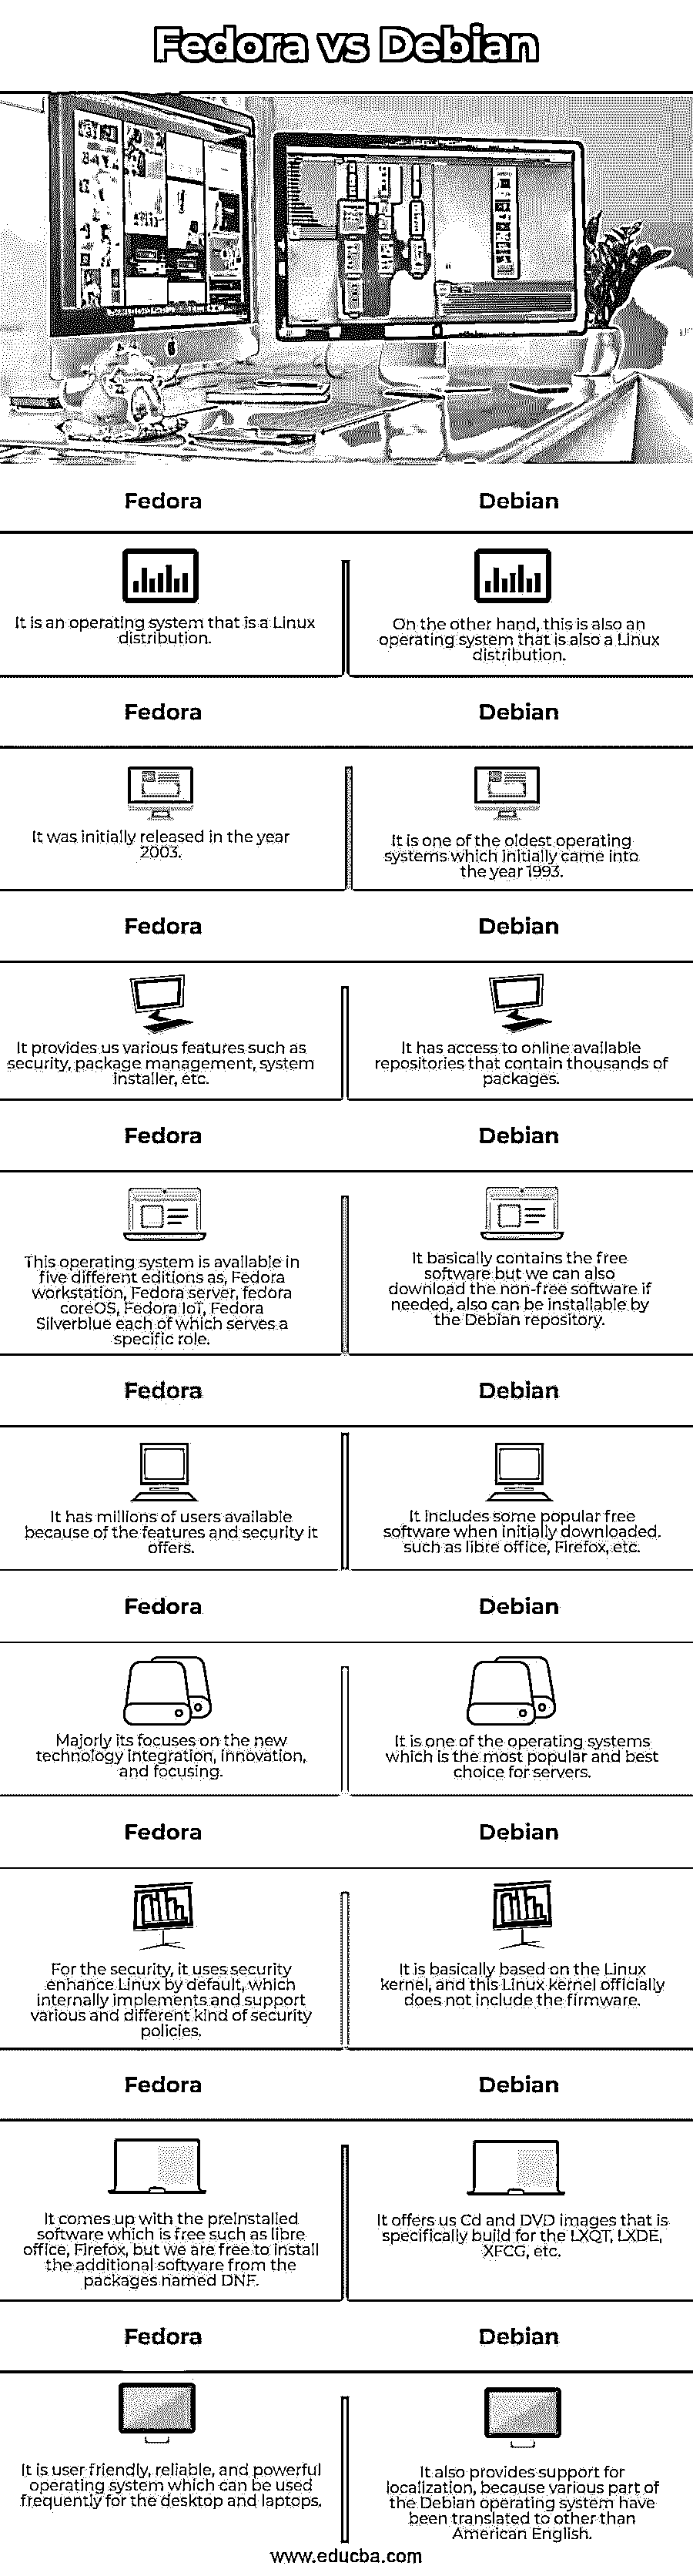 Fedora vs Debian
Fedora
Debian
It is an operating system that is a Linux
distribution.
On the other hand, this is also an
operating system that is also a Linux
distribution.
Fedora
Debian
It was initially released in the year
2003.
It is one of the oldest operating
systems which initially came into
the year 1993.
Fedora
Debian
It provides us various features such as
security, package management, system
installer, etc.
It has access to online available
repositories that contain thousands of
packages.
Fedora
Debian
This operating system is available in
five different editions as, Fedora
workstation, Fedora server, fedora
coreOS, Fedora IoT, Fedora
Silverblue each of which serves a
specific role.
It basically contains the free
software but we can also
download the non-free software if
needed, also can be installable by
the Debian repository.
Fedora
Debian
It has millions of users available
because of the features and security it
offers.
It includes some popular free
software when initially downloaded.
such as libre office, Firefox, etc.
Fedora
Debian
Majorly its focuses on the new
technology integration, innovation,
and focusing.
It is one of the operating systems
which is the most popular and best
choice for servers.
Fedora
Debian
For the security, it uses security
enhance Linux by default, which
internally implements and support
various and different kind of security
policies.
It is basically based on the Linux
kernel, and this Linux kernel officially
does not include the firmware.
Fedora
Debian
It comes up with the preinstalled
software which is free such as libre
office, Firefox, but we are free to install
the additional software from the
packages named DNF.
It offers us Cd and DVD images that is
specifically build for the LXQT, LXDE,
XFCG, etc.
Fedora
Debian
It is user friendly, reliable, and powerful
operating system which can be used
frequently for the desktop and laptops.
It also provides support for
localization, because various part of
the Debian operating system have
been translated to other than
American English.
www.educba.com